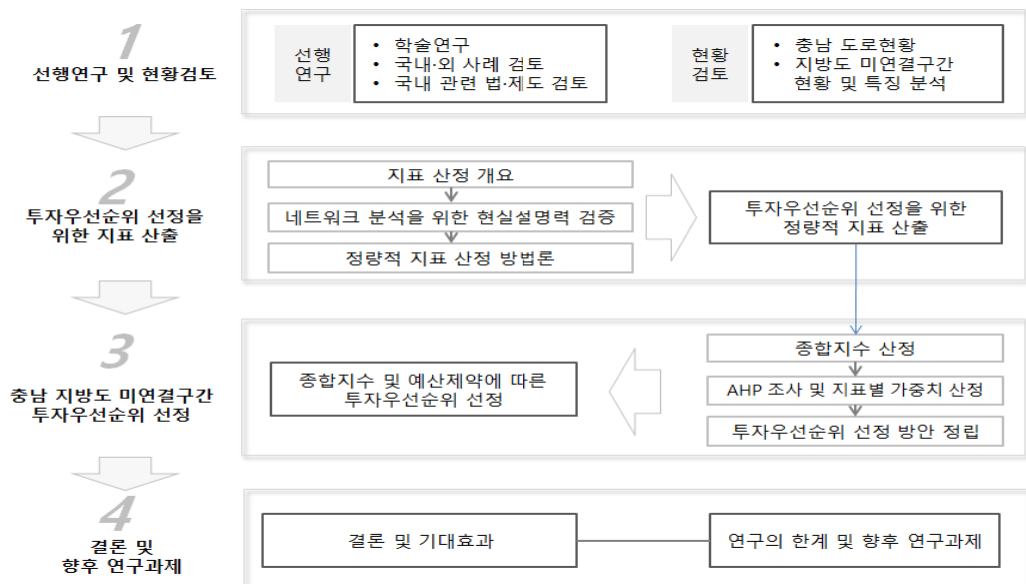 1
선행연구 및 현황검토
선행
연구
• 학술연구
• 국내·외 사례 검토
• 국내 관련 법·제도 검토
현황
검토
• 충남 도로현황
• 지방도 미연결구간
현황 및 특징 분석
2
투자우선순위 선정을
위한 지표 산출
지표 산정 개요
네트워크 분석을 위한 현실설명력 검증
정량적 지표 산정 방법론
투자우선순위 선정을 위한
정량적 지표 산출
3
충남 지방도 미연결구간
투자우선순위 선정
종합지수 및 예산제약에 따른
투자우선순위 선정
종합지수 산정
AHP 조사 및 지표별 가중치 산정
투자우선순위 선정 방안 정립
4
결론 및
향후 연구과제
결론 및 기대효과
연구의 한계 및 향후 연구과제